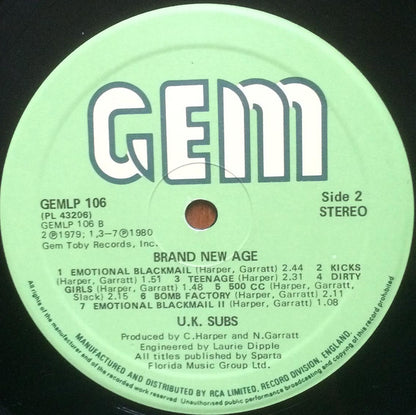 GEM
GEMLP 106
(PL 43206)
GEMLP 106 B
2 Ⓟ1979; 1,3-7 Ⓟ1980
Gem Toby Records, Inc.
Side 2
STEREO
BRAND NEW AGE
1 EMOTIONAL BLACKMAIL (Harper, Garratt) 2.44 2 KICKS
(Harper, Garratt) 1.51 3 TEENAGE (Harper) 2.31 4 DIRTY
GIRLS (Harper, Garratt) 1.48 5 500 CC (Harper, Garratt,
Slack) 2.15 6 BOMB FACTORY (Harper, Garratt) 2.11
7 EMOTIONAL BLACKMAIL II (Harper, Garratt) 1.08
U.K. SUBS
Produced by C.Harper and N.Garratt
Engineered by Laurie Dipple
All titles published by Sparta
Florida Music Group Ltd.
MANUFACTURED AND DISTRIBUTED BY RCA LIMITED, RECORD DIVISION, ENGLAND.
All rights of the manufacturer and of the owner of the recorded work reserved Unauthorised public performance broadcasting and copying of this record prohibited.